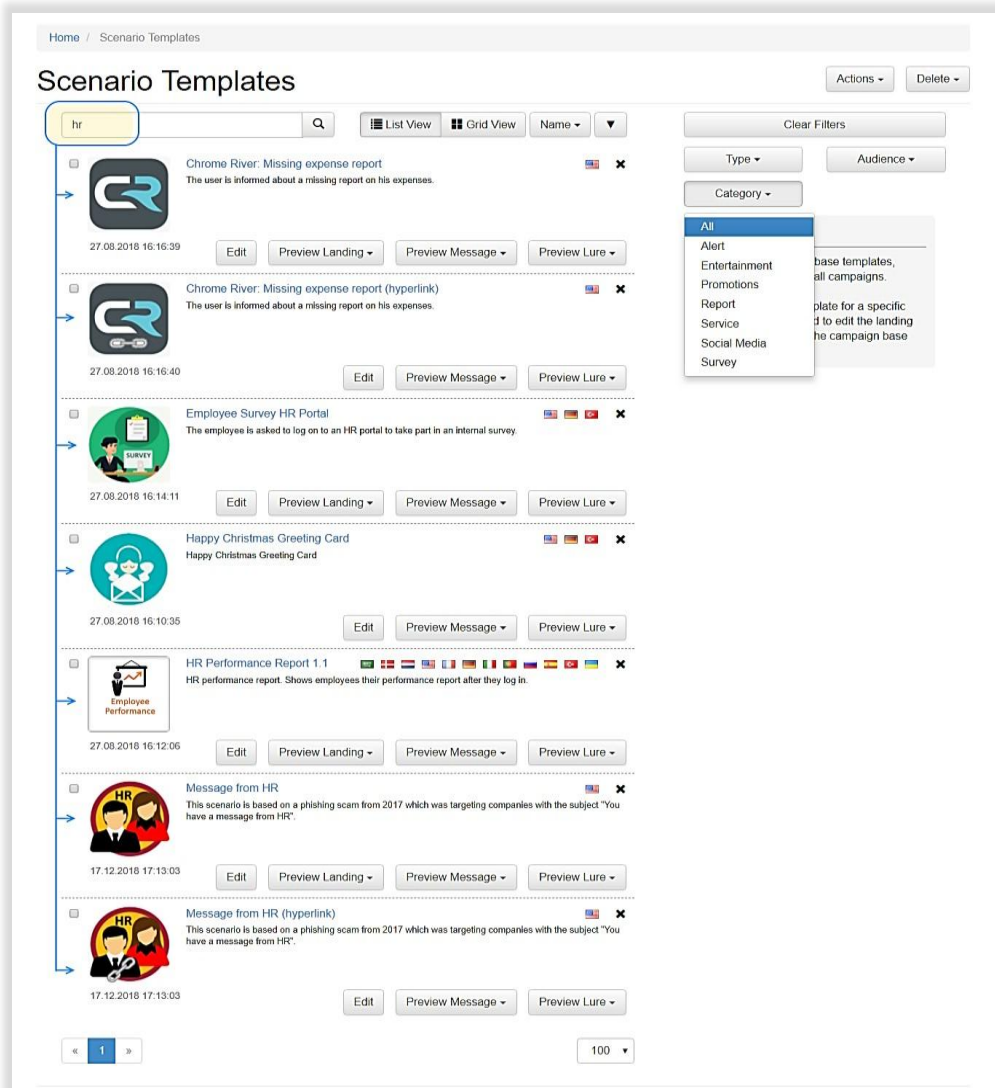 Home / Scenario Templates
Scenario Templates
Actions
Delete
hr
List View
Grid View
Name
Clear Filters
Type
Audience
Category
All
Alert
Entertainment
Promotions
Report
Service
Social Media
Survey
base templates,
all campaigns.
plate for a specific
d to edit the landing
he campaign base
Chrome River: Missing expense report
The user is informed about a missing report on his expenses.
CR
27.08.2018 16:16:39
Edit
Preview Landing
Preview Message
Preview Lure
Chrome River: Missing expense report (hyperlink)
The user is informed about a missing report on his expenses.
CR
27.08.2018 16:16:40
Edit
Preview Message
Preview Lure
Employee Survey HR Portal
The employee is asked to log on to an HR portal to take part in an internal survey.
SURVEY
27.08.2018 16:14:11
Edit
Preview Landing
Preview Message
Preview Lure
Happy Christmas Greeting Card
Happy Christmas Greeting Card
27.08.2018 16:10:35
Edit
Preview Message
Preview Lure
HR Performance Report 1.1
HR performance report. Shows employees their performance report after they log in.
Employee
Performance
27.08.2018 16:12:06
Edit
Preview Landing
Preview Message
Preview Lure
Message from HR
This scenario is based on a phishing scam from 2017 which was targeting companies with the subject "You
have a message from HR".
HR
17.12.2018 17:13:03
Edit
Preview Landing
Preview Message
Preview Lure
Message from HR (hyperlink)
This scenario is based on a phishing scam from 2017 which was targeting companies with the subject "You
have a message from HR".
HR
17.12.2018 17:13:03
Edit
Preview Message
Preview Lure
« 1 »
100